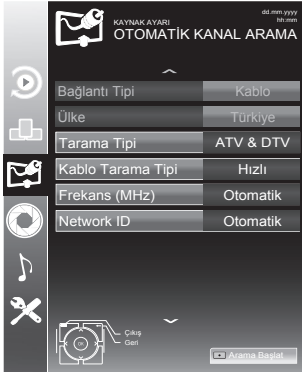 dd.mm.yyyy
hh:mm
KAYNAK AYARI
OTOMATİK KANAL ARAMA
Bağlantı Tipi Kablo
Ülke Türkiye
Tarama Tipi ATV & DTV
Kablo Tarama Tipi Hızlı
Frekans (MHz) Otomatik
Network ID Otomatik
OK
Çıkış
Geri
Arama Başlat